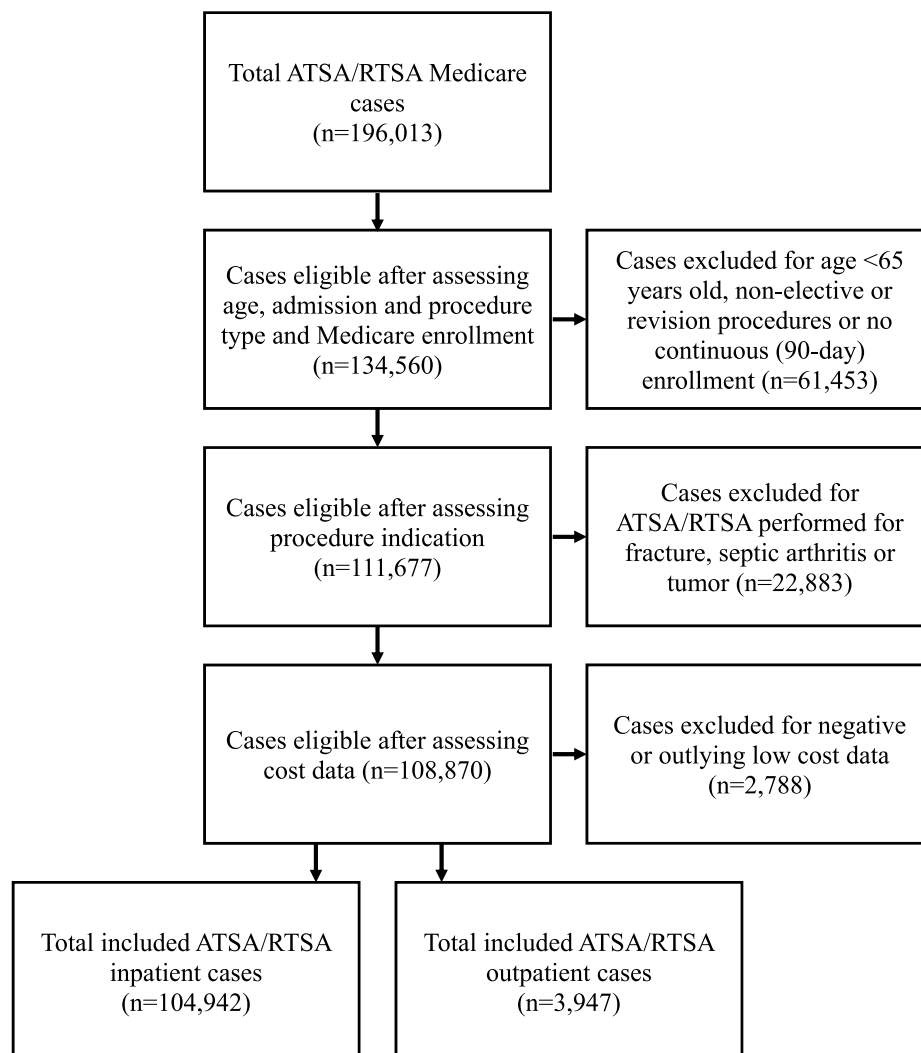 Total ATSA/RTSA Medicare
cases
(n=196,013)
Cases eligible after assessing
age, admission and procedure
type and Medicare enrollment
(n=134,560)
Cases excluded for age <65
years old, non-elective or
revision procedures or no
continuous (90-day)
enrollment (n=61,453)
Cases eligible after assessing
procedure indication
(n=111,677)
Cases excluded for
ATSA/RTSA performed for
fracture, septic arthritis or
tumor (n=22,883)
Cases eligible after assessing
cost data (n=108,870)
Cases excluded for negative
or outlying low cost data
(n=2,788)
Total included ATSA/RTSA
inpatient cases
(n=104,942)
Total included ATSA/RTSA
outpatient cases
(n=3,947)